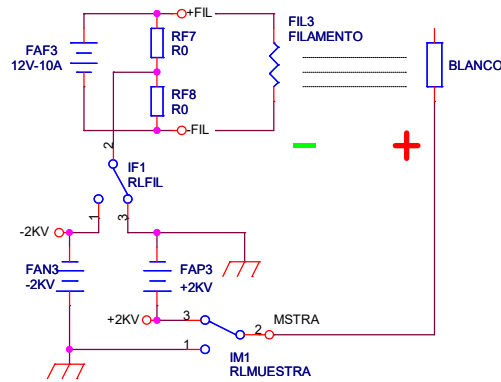 +FIL
FIL3
FILAMENTO
FAF3
12V-10A
RF7
R0
BLANCO
RF8
R0
-FIL
2
IF1
RLFIL
1
3
-2KV
FAN3
-2KV
FAP3
+2KV
+2KV
3
2
MSTRA
1
IM1
RLMUESTRA